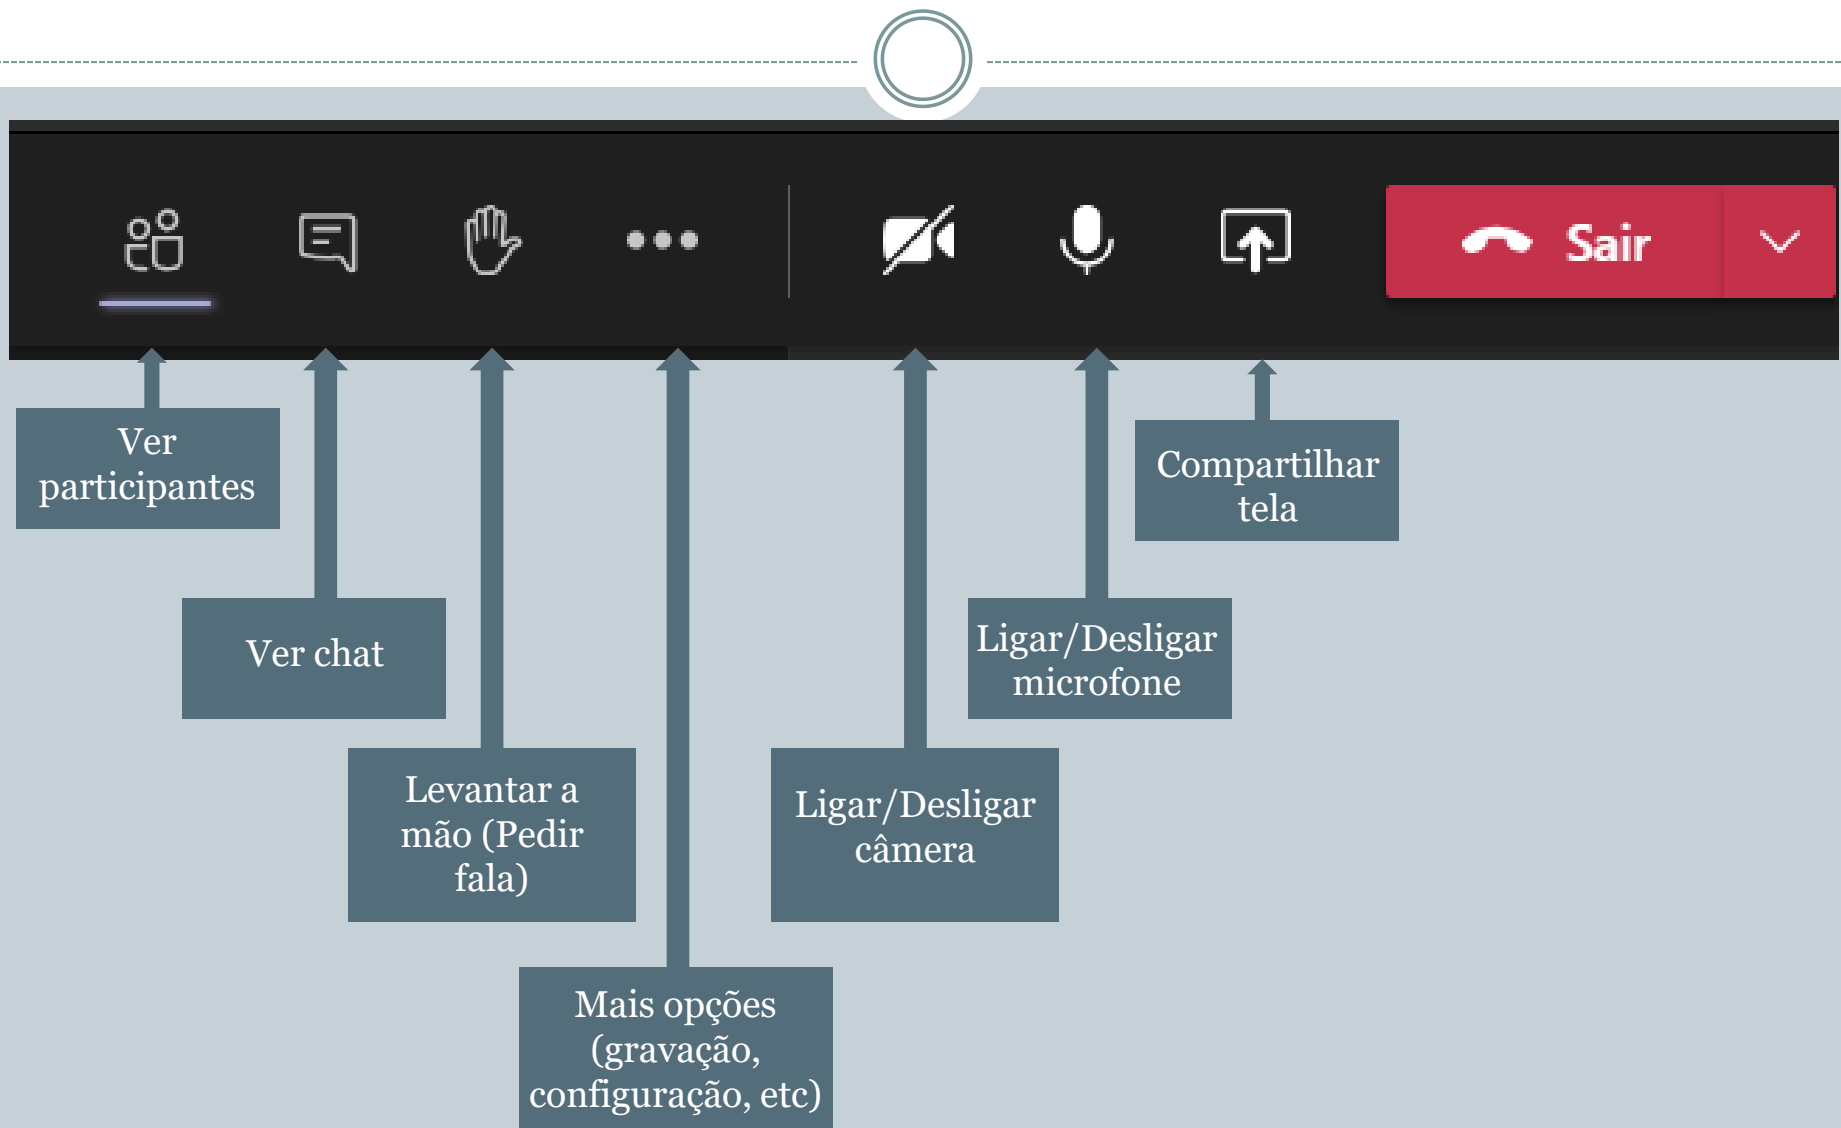 Sair
Ver
participantes
Compartilhar
tela
Ver chat
Ligar/Desligar
microfone
Levantar a
mão (Pedir
fala)
Ligar/Desligar
câmera
Mais opções
(gravação,
configuração, etc)